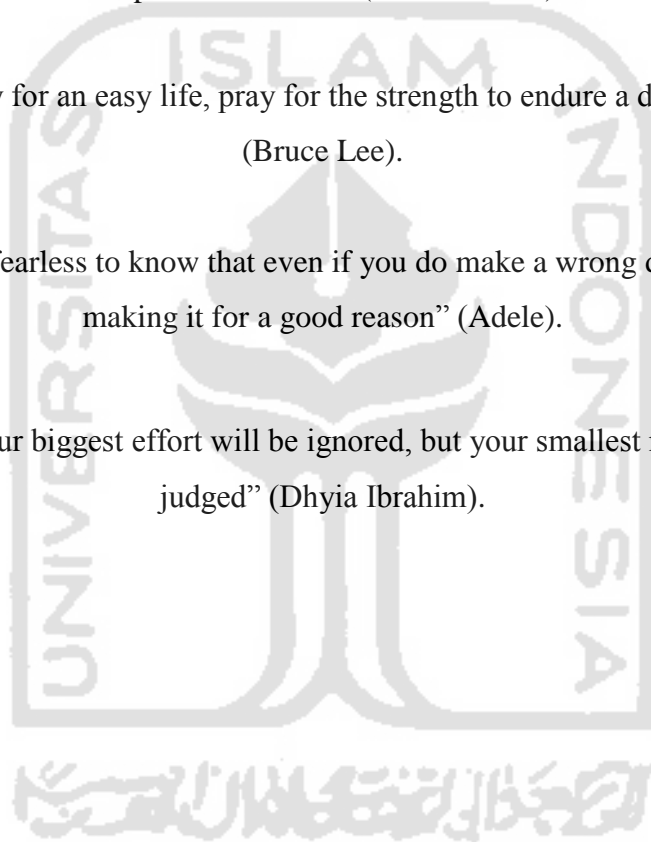 y for an easy life, pray for the strength to endure a d
(Bruce Lee).
fearless to know that even if you do make a wrong d
making it for a good reason” (Adele).
ur biggest effort will be ignored, but your smallest
judged” (Dhyia Ibrahim).
ISLAM
UNIVERSITAS
INDONESIA